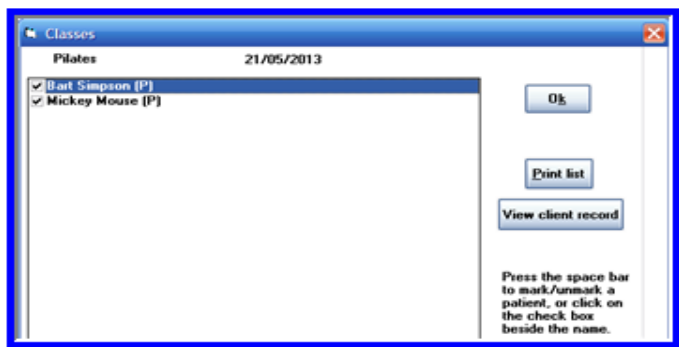 Classes
Pilates 21/05/2013
Bart Simpson (P)
Mickey Mouse (P)
Ok
Print list
View client record
Press the space bar
to mark/unmark a
patient, or click on
the check box
beside the name.